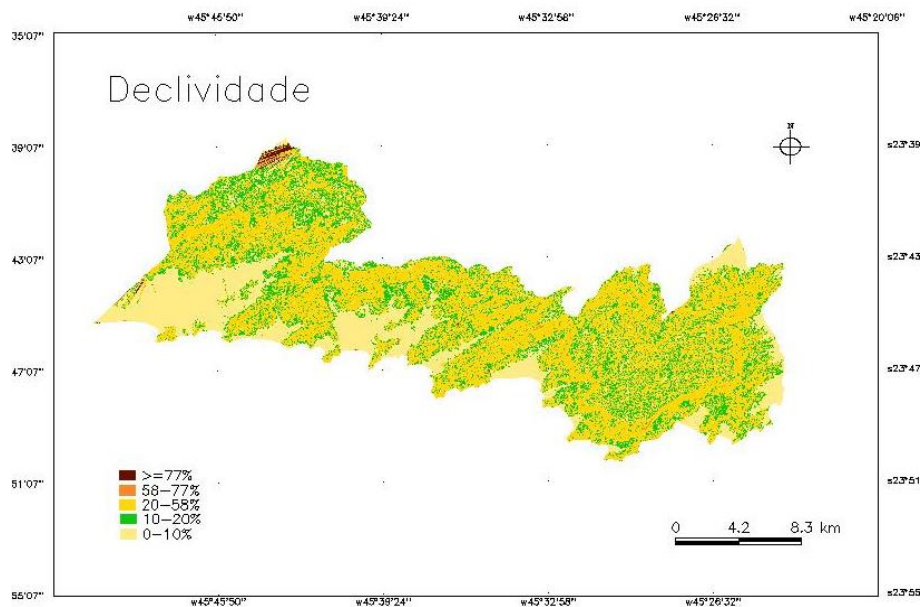 w45°45'50" w45°39'24" w45°32'58" w45°26'32" w45°20'06"
35'07"
Declividade
N
39'07" s23°39
43'07" s23°43
47'07" s23°47
>=77%
58-77%
20-58%
10-20%
0-10%
51'07" s23°51
0 4.2 8.3 km
55'07" s23°55
w45°45'50" w45°39'24" w45°32'58" w45°26'32"